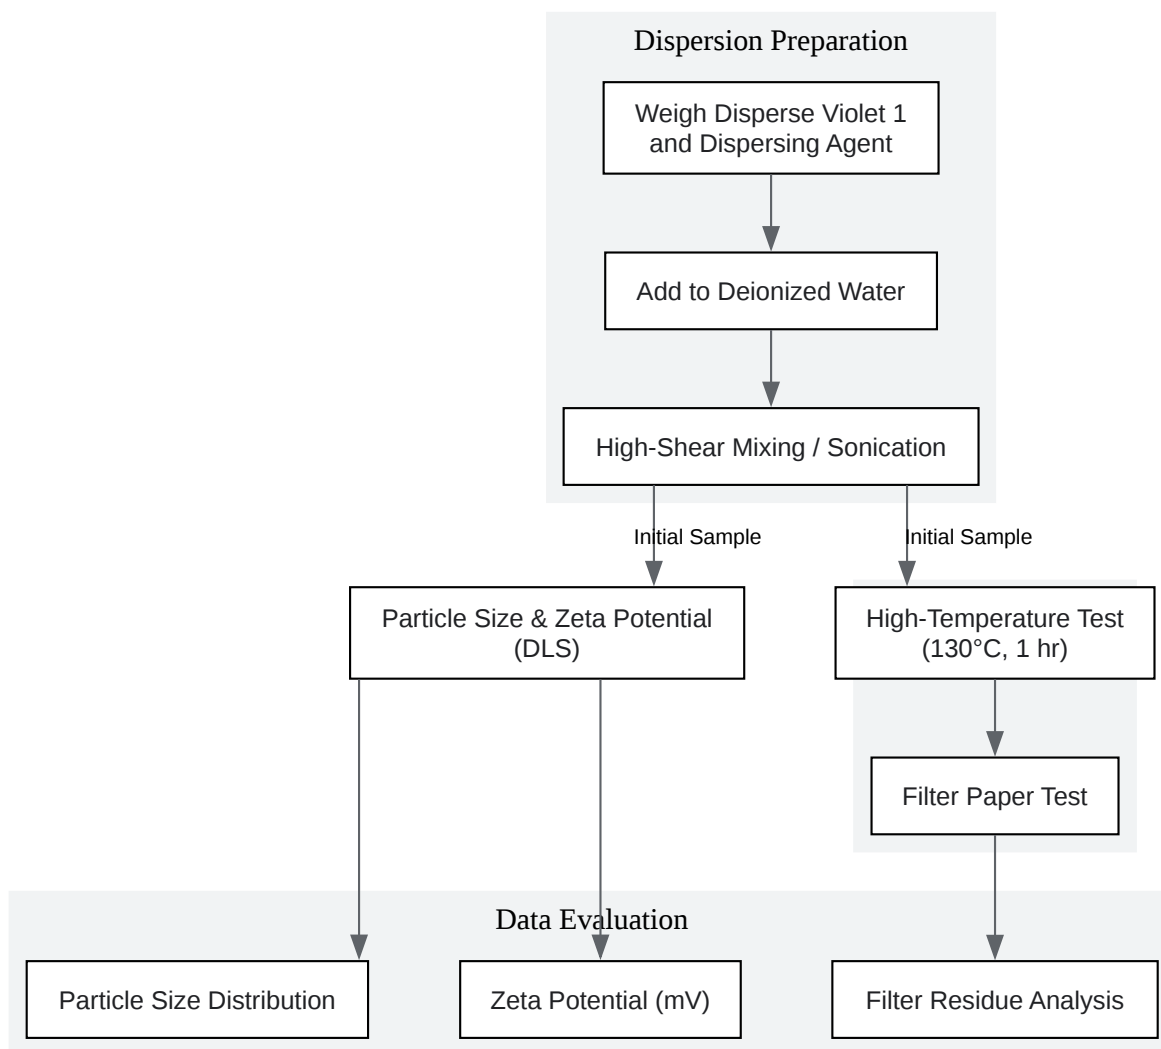 Dispersion Preparation
Weigh Disperse Violet 1
and Dispersing Agent
Add to Deionized Water
High-Shear Mixing / Sonication
Initial Sample
Initial Sample
Particle Size & Zeta Potential
(DLS)
High-Temperature Test
(130°C, 1 hr)
Filter Paper Test
Data Evaluation
Particle Size Distribution
Zeta Potential (mV)
Filter Residue Analysis